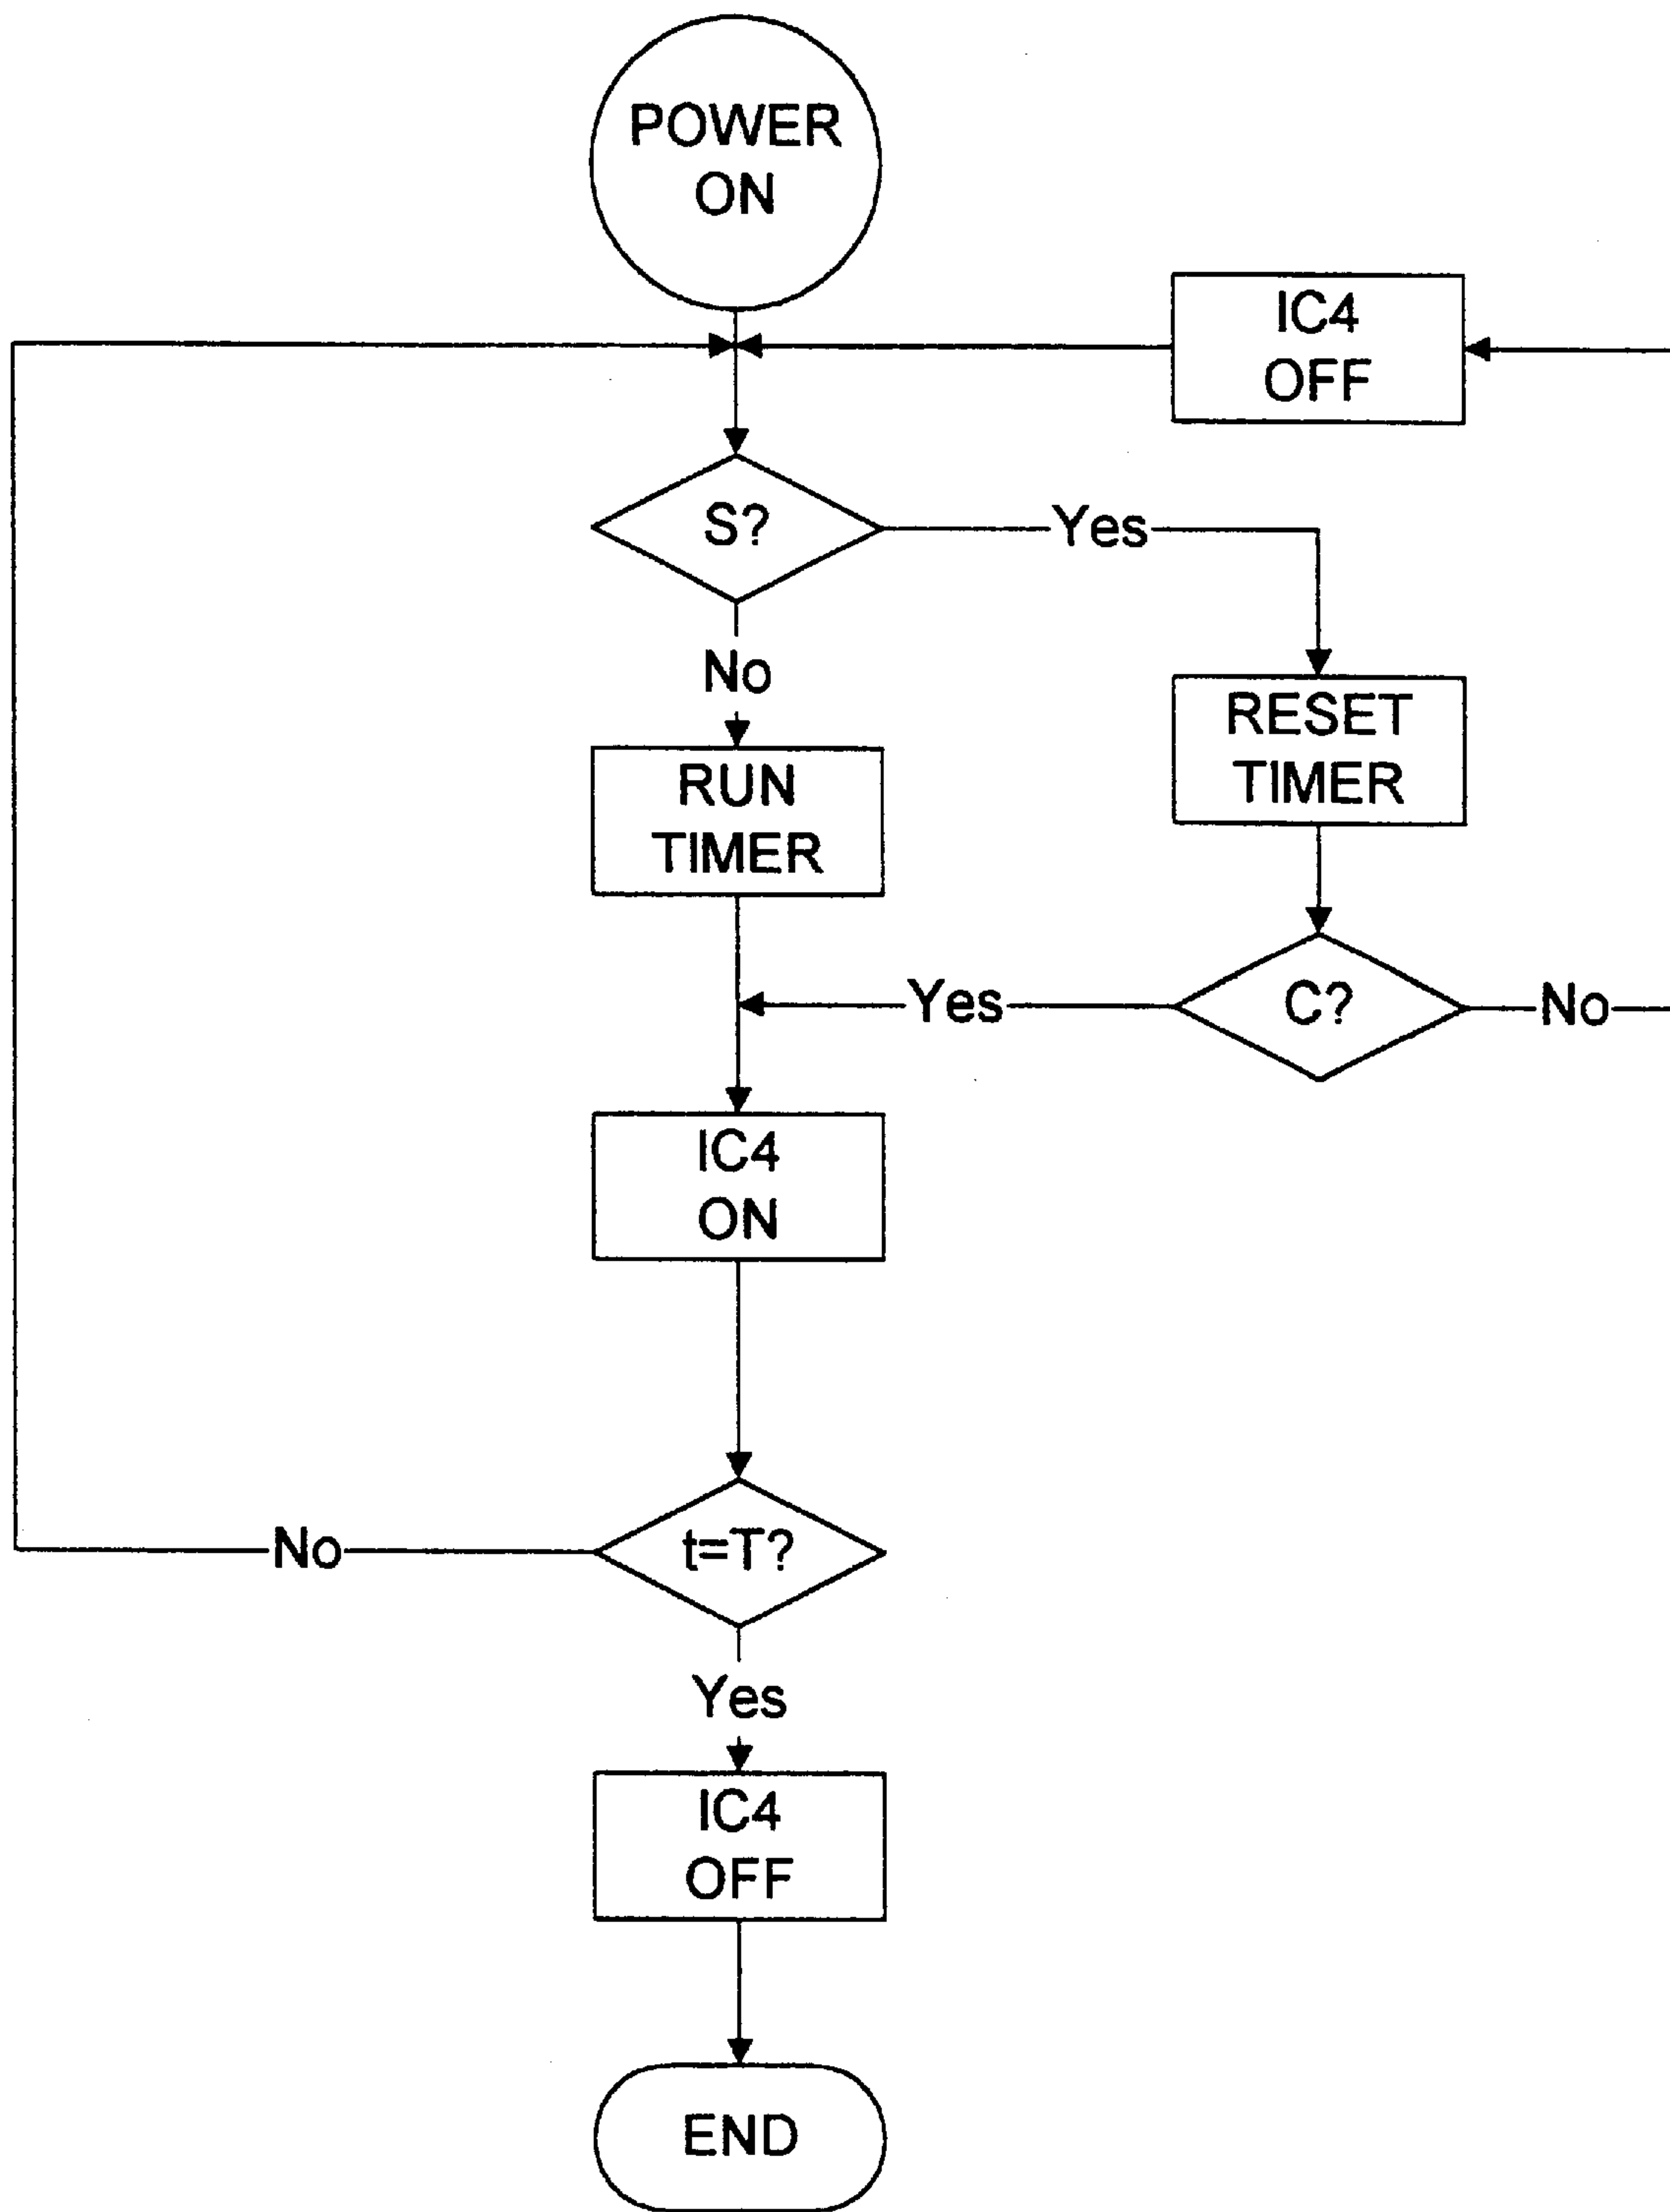 POWER
ON
IC4
OFF
S?
Yes
No
RESET
TIMER
RUN
TIMER
Yes
C?
No
IC4
ON
No
t=T?
Yes
IC4
OFF
END